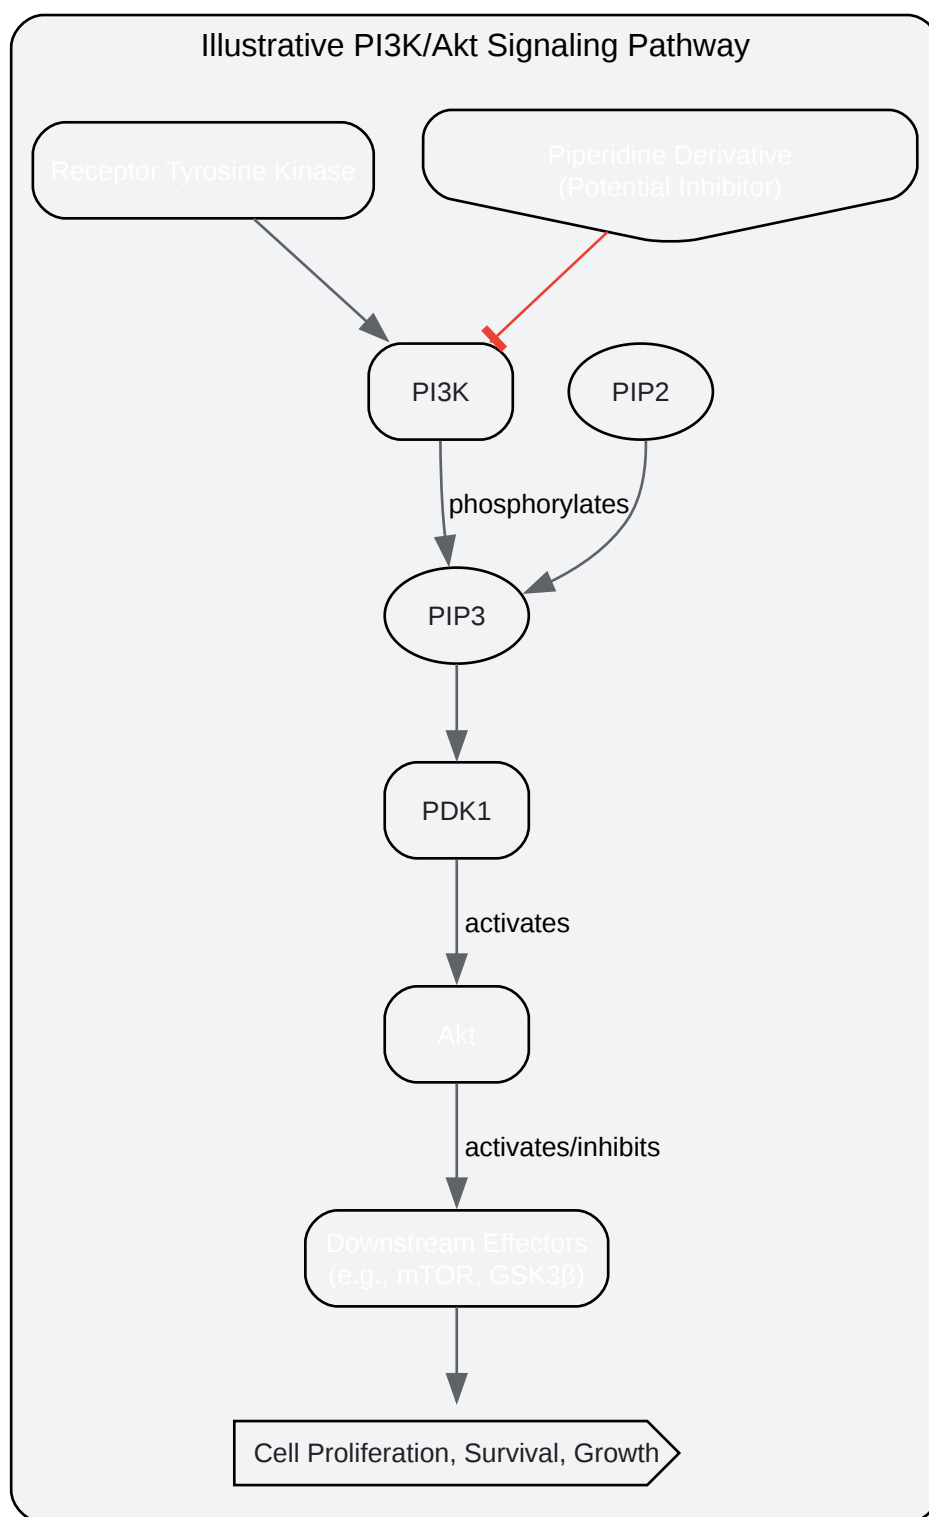 Illustrative PI3K/Akt Signaling Pathway
Receptor Tyrosine Kinase
Piperidine Derivative
(Potential Inhibitor)
PI3K
PIP2
phosphorylates
PIP3
PDK1
activates
Akt
activates/inhibits
Downstream Effectors
(e.g., mTOR, GSK3β)
Cell Proliferation, Survival, Growth